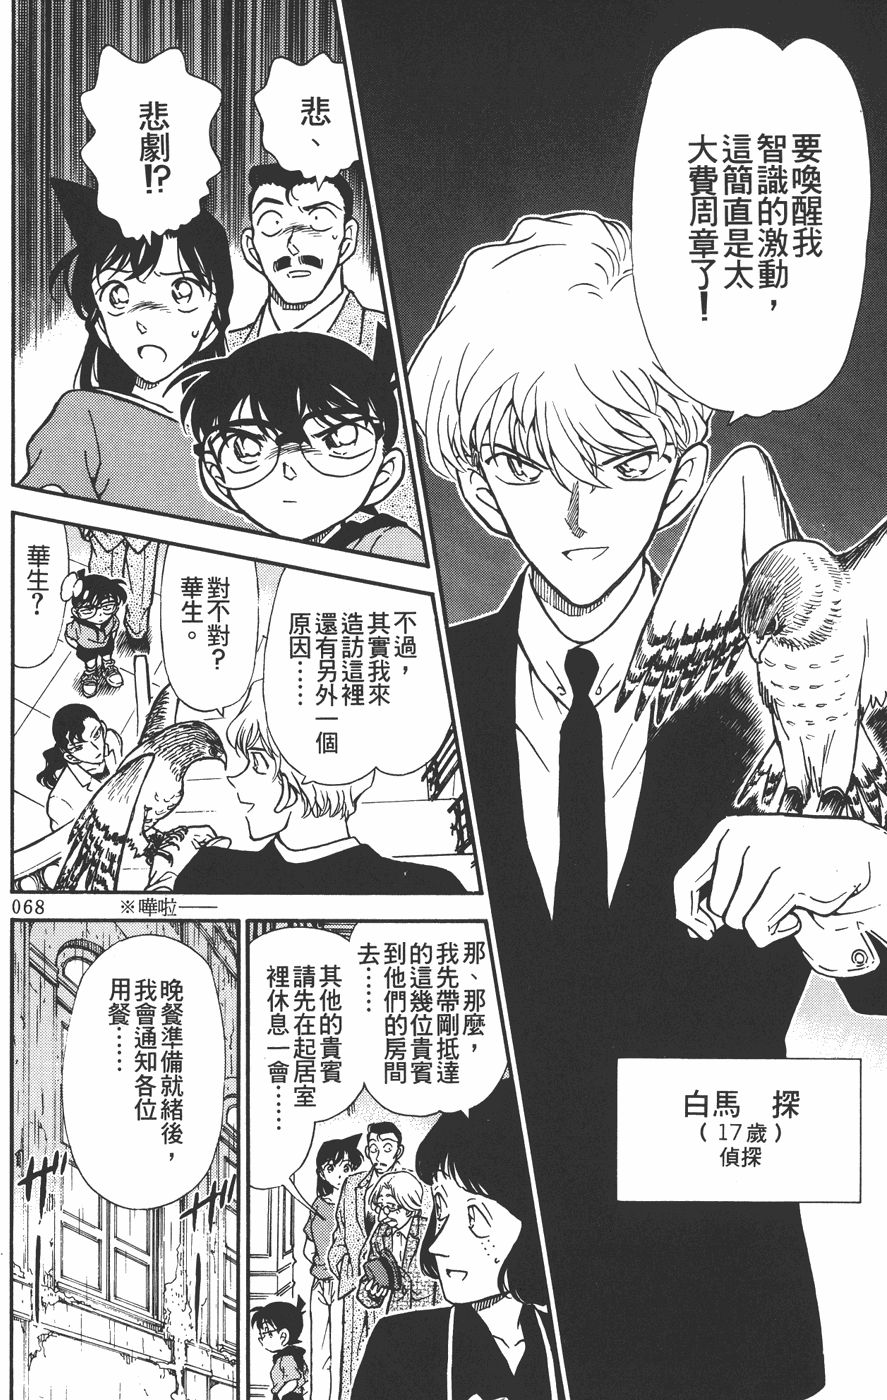 要喚醒我
智識的激動，
這簡直是太
大費周章了！
悲、
悲劇!?
白馬 探
（17歲）
偵探
不過，
其實我來
造訪這裡
還有另外一個
原因……
對不對？
華生。
華生？
068
※嘩啦——
那、那麼，
我先帶剛抵達
的這幾位貴賓
到他們的房間
去……
其他的貴賓
請先在起居室
裡休息一會……
晚餐準備就緒後，
我會通知各位
用餐……
ザ
ザ